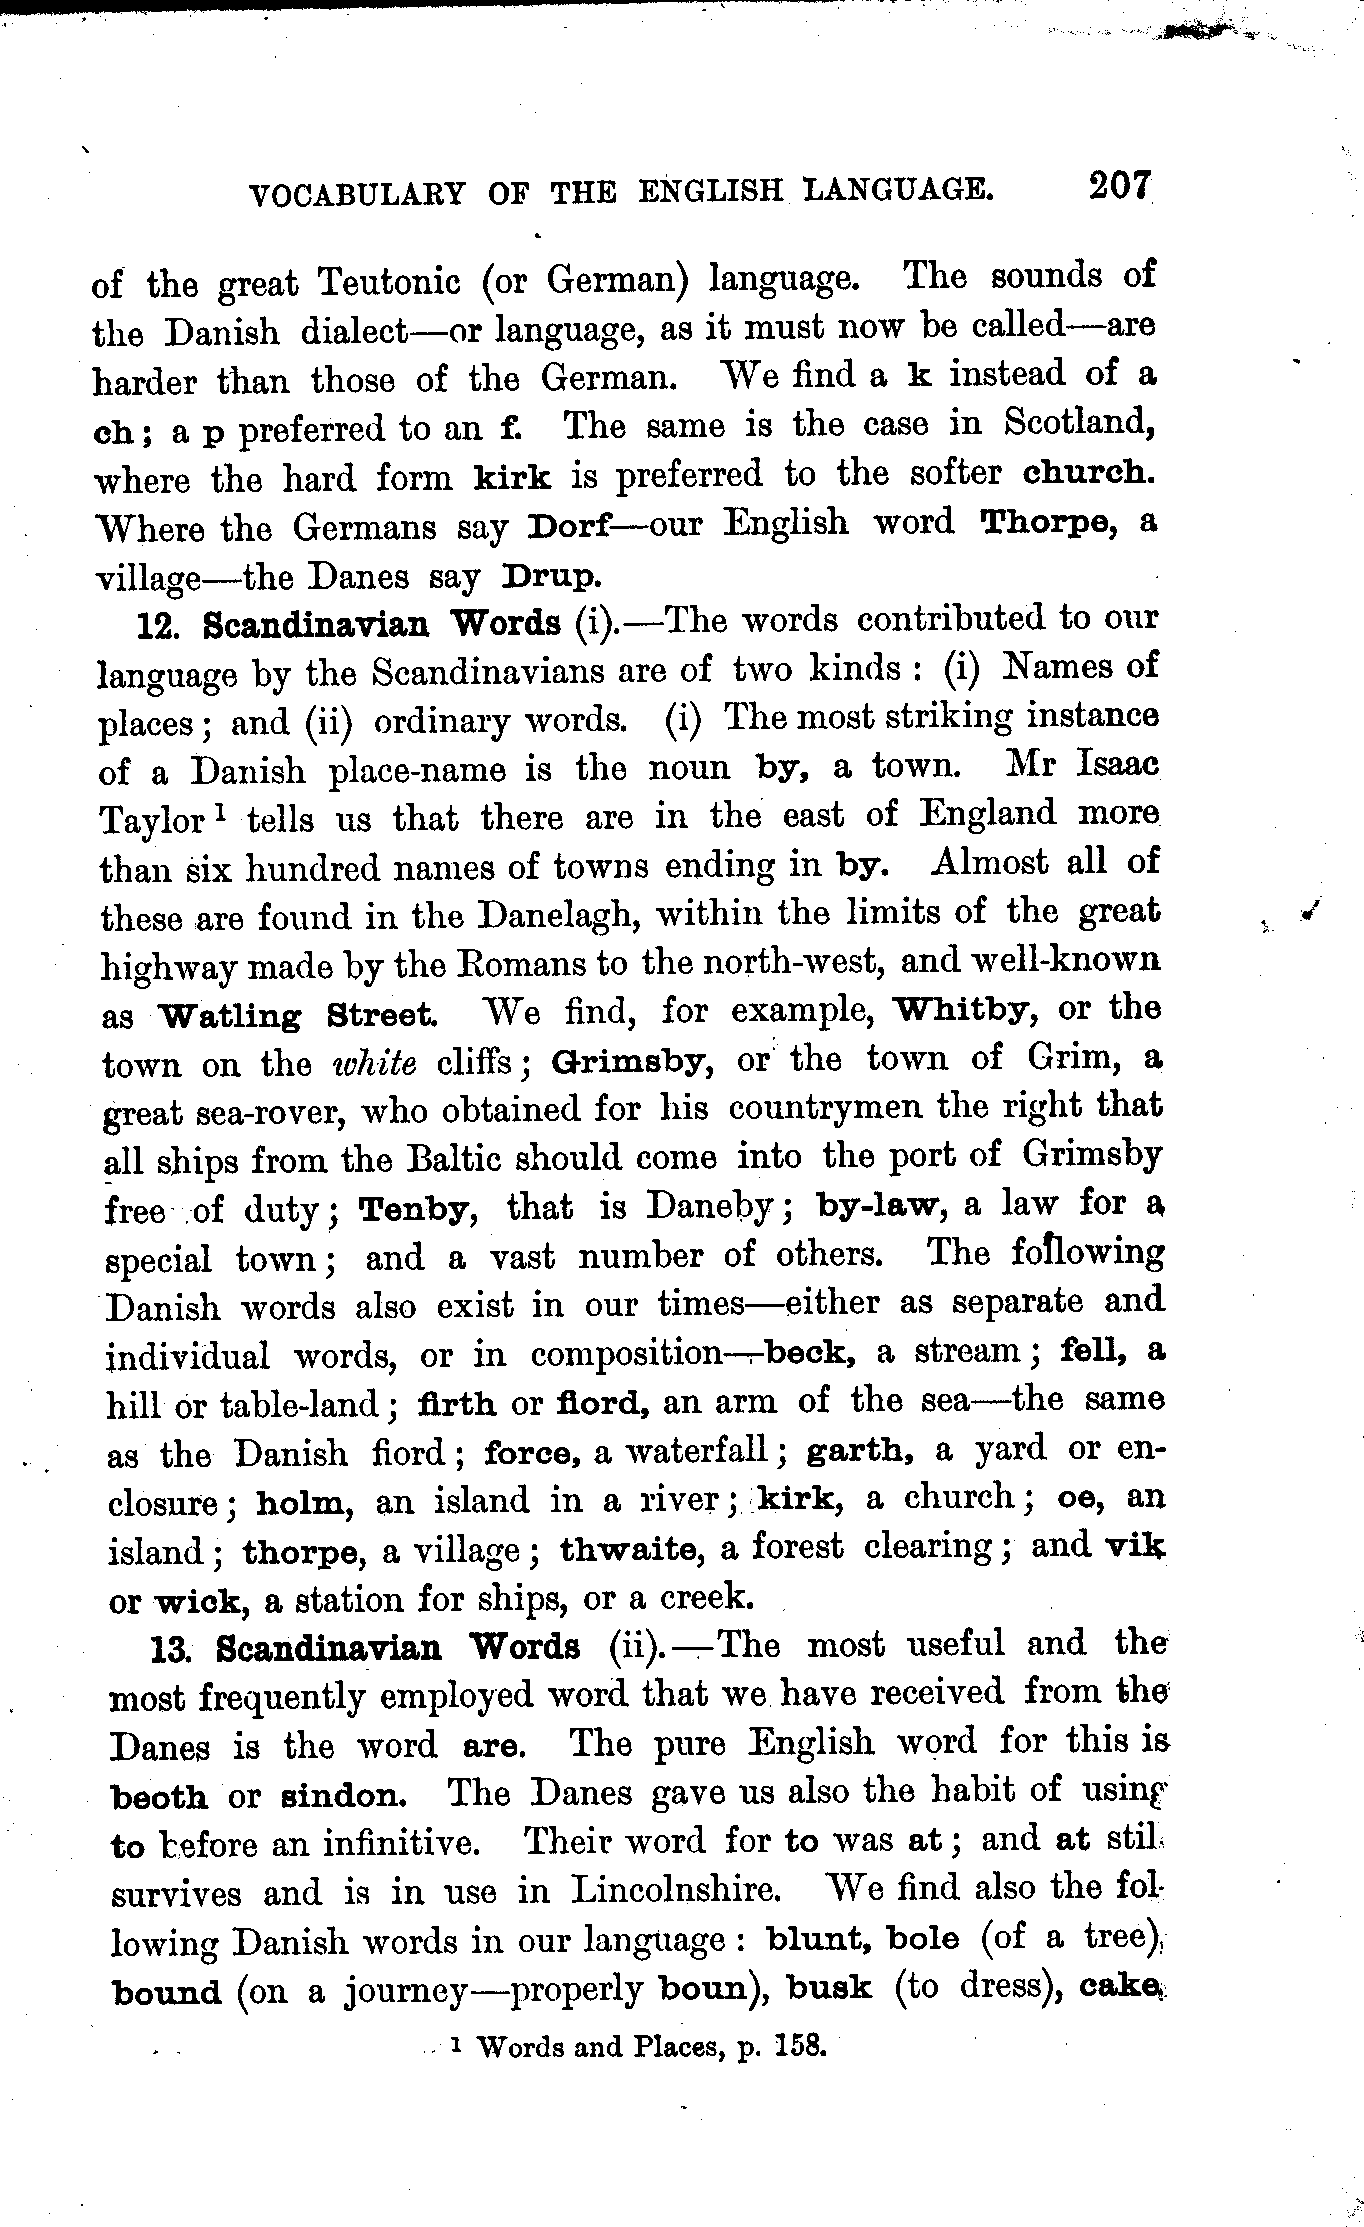 VOCABULARY OF THE ENGLISH LANGUAGE. 207
of the great Teutonic (or German) language. The sounds of
the Danish dialect—or language, as it must now be called—are
harder than those of the German. We find a k instead of a
ch; a p preferred to an f. The same is the case in Scotland,
where the hard form kirk is preferred to the softer church.
Where the Germans say Dorf—our English word Thorpe, a
village—the Danes say Drup.
12. Scandinavian Words (i).—The words contributed to our
language by the Scandinavians are of two kinds : (i) Names of
places; and (ii) ordinary words. (i) The most striking instance
of a Danish place-name is the noun by, a town. Mr Isaac
Taylor¹ tells us that there are in the east of England more
than six hundred names of towns ending in by. Almost all of
these are found in the Danelagh, within the limits of the great
highway made by the Romans to the north-west, and well-known
as Watling Street. We find, for example, Whitby, or the
town on the white cliffs; Grimsby, or the town of Grim, a
great sea-rover, who obtained for his countrymen the right that
all ships from the Baltic should come into the port of Grimsby
free of duty; Tenby, that is Daneby; by-law, a law for a
special town; and a vast number of others. The following
Danish words also exist in our times—either as separate and
individual words, or in composition—beck, a stream; fell, a
hill or table-land; firth or fiord, an arm of the sea—the same
as the Danish fiord; force, a waterfall; garth, a yard or en-
closure; holm, an island in a river; kirk, a church; oe, an
island; thorpe, a village; thwaite, a forest clearing; and vik
or wick, a station for ships, or a creek.
13. Scandinavian Words (ii).—The most useful and the
most frequently employed word that we have received from the
Danes is the word are. The pure English word for this is
beoth or sindon. The Danes gave us also the habit of using
to before an infinitive. Their word for to was at; and at still
survives and is in use in Lincolnshire. We find also the fol-
lowing Danish words in our language : blunt, bole (of a tree),
bound (on a journey—properly boun), busk (to dress), cake,
¹ Words and Places, p. 158.